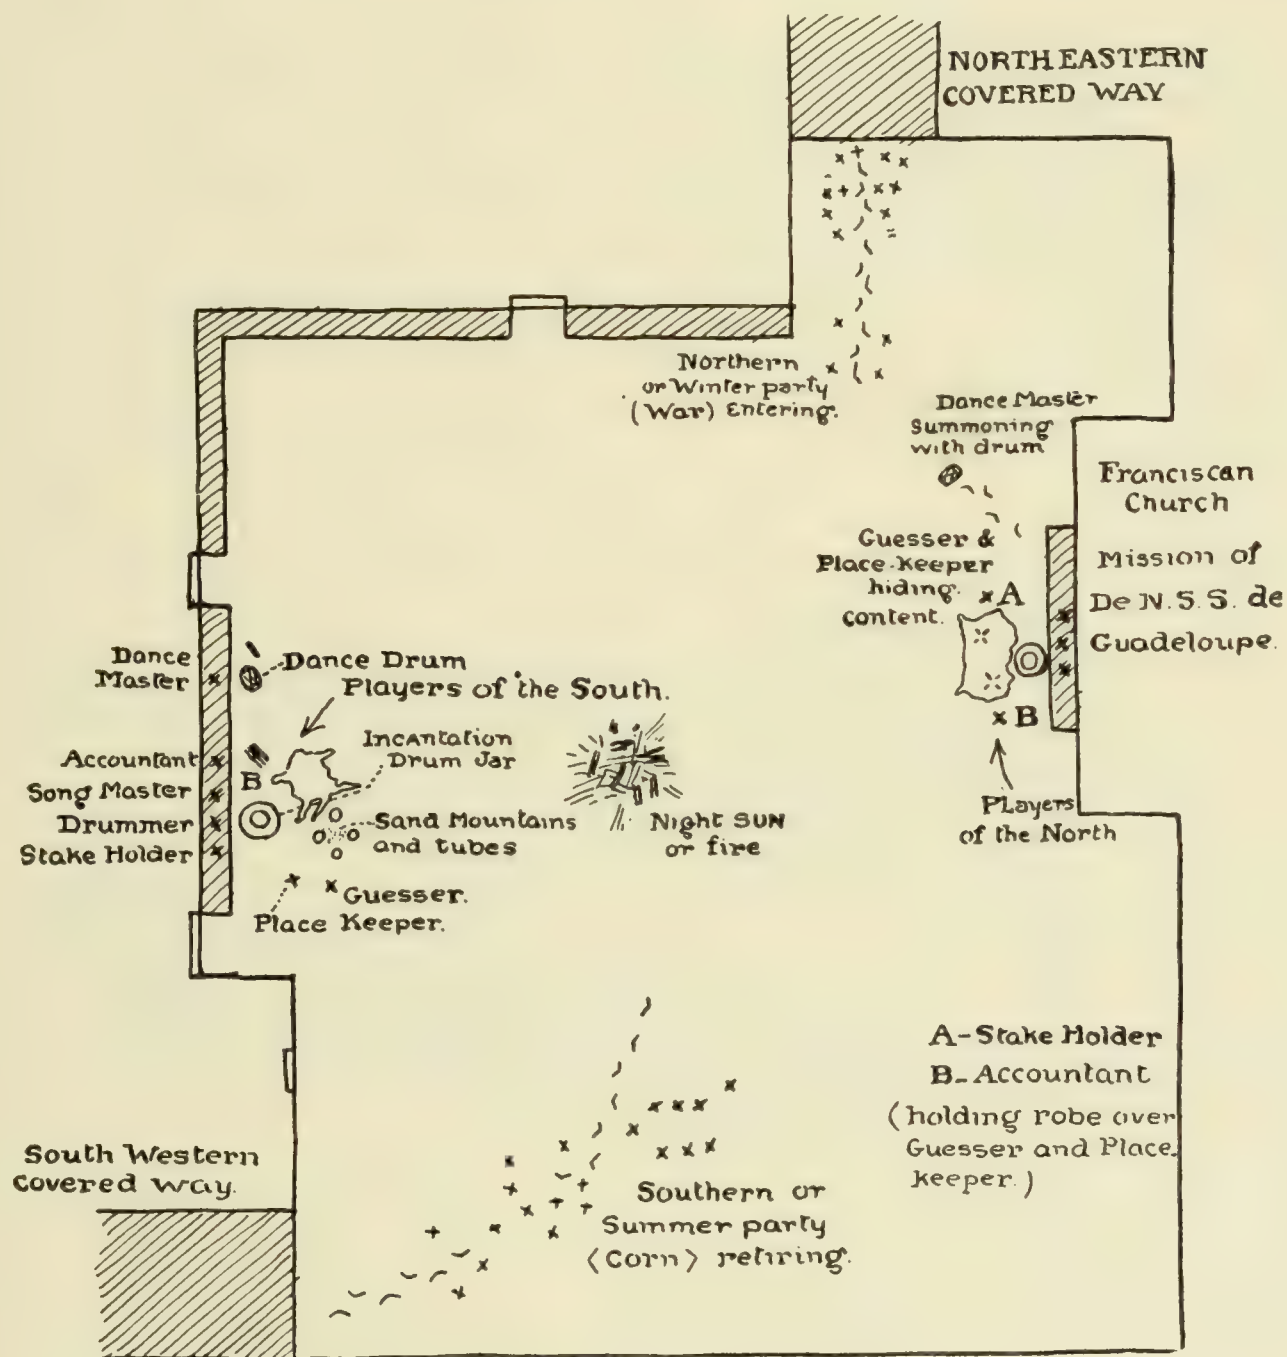 NORTH EASTERN
COVERED WAY
Northern
or Winter party
(War) Entering.
Dance Master
Summoning
with drum
Franciscan
Church
Mission of
De N.S.S. de
Guadeloupe.
Guesser &
Place-Keeper
hiding.
content.
A
B
Players
of the North
Dance
Master
Dance Drum
Players of the South.
Accountant
Song Master
Drummer
Stake Holder
B
Incantation
Drum Jar
Sand Mountains
and tubes
Guesser.
Place Keeper.
Night SUN
or fire
A-Stake Holder
B-Accountant
(holding robe over
Guesser and Place-
keeper.)
South Western
Covered Way.
Southern or
Summer party
(Corn) retiring.